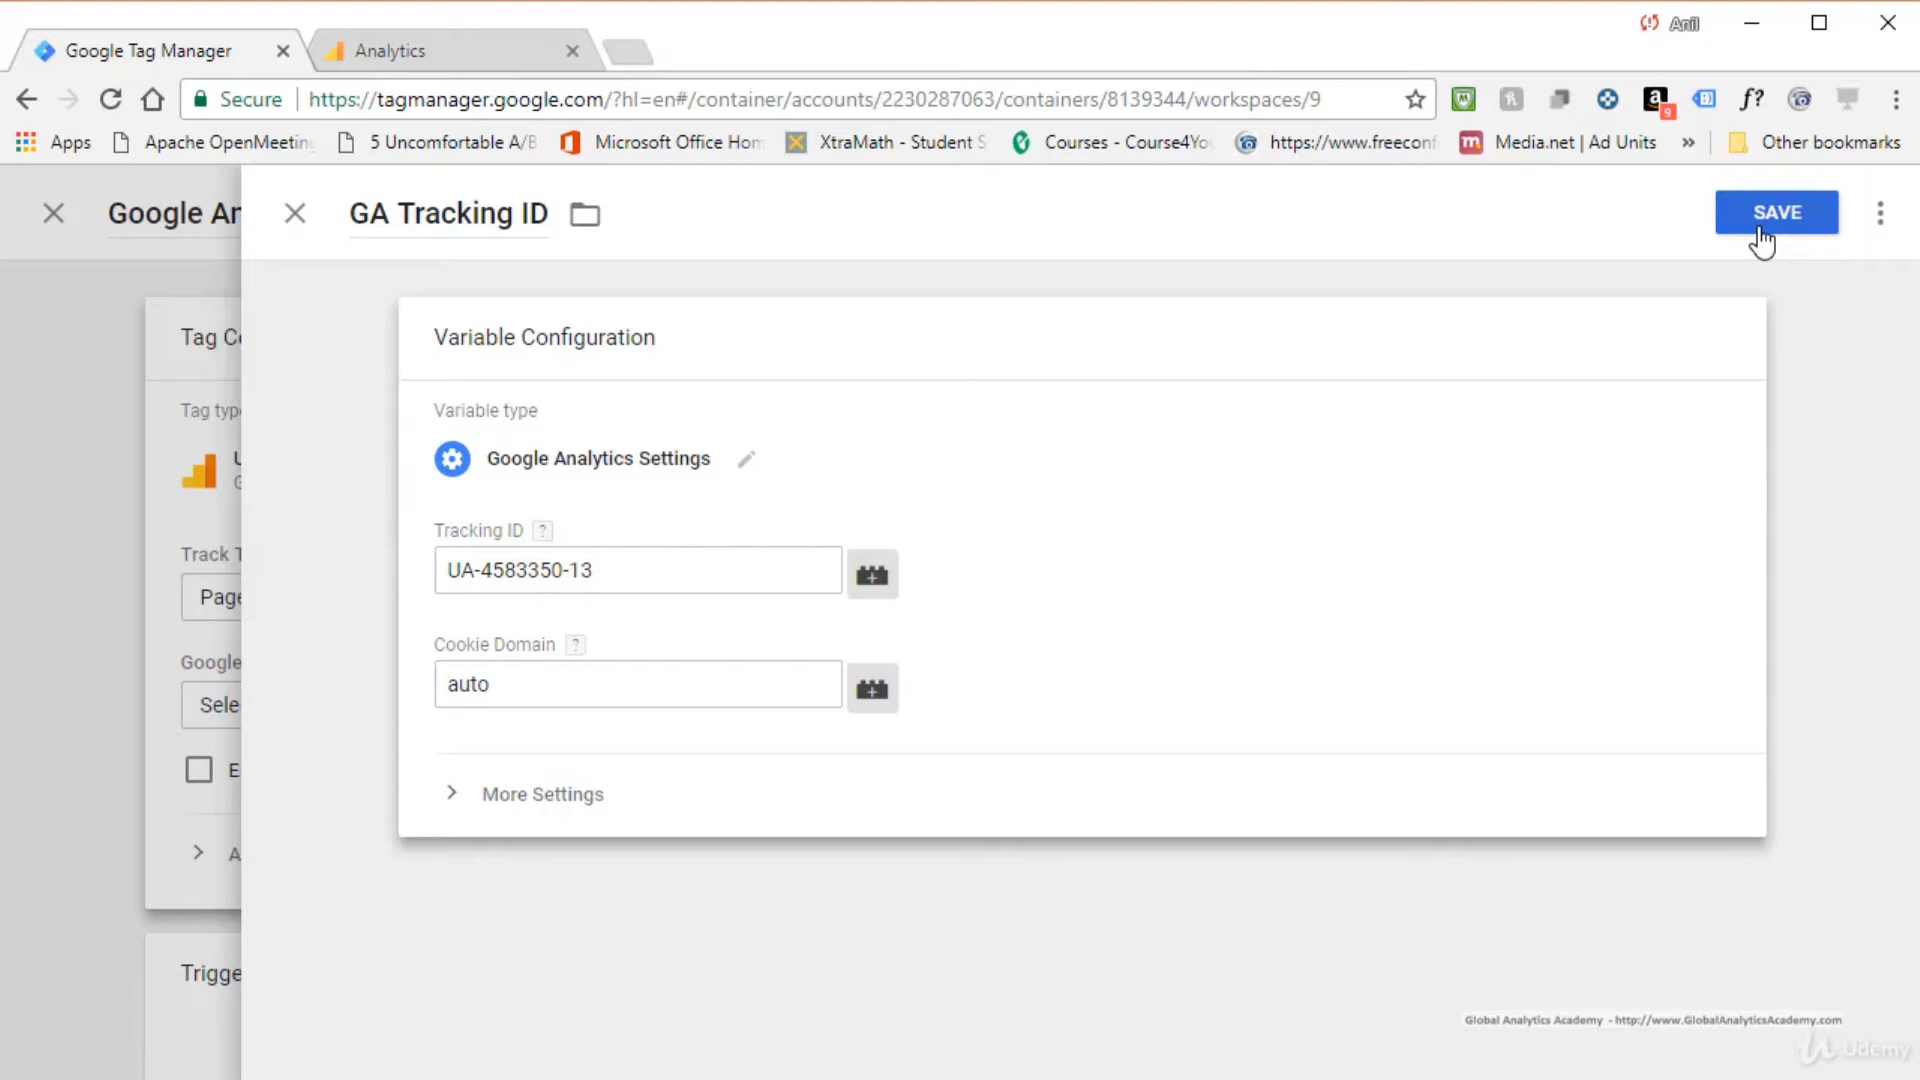 Anil
Google Tag Manager
Analytics
Secure
https://tagmanager.google.com/?hl=en#/container/accounts/2230287063/containers/8139344/workspaces/9
a
9
f?
Apps
Apache OpenMeeting
5 Uncomfortable A/B
Microsoft Office Hom
XtraMath - Student S
Courses - Course4Yo
https://www.freeconf
m
Media.net | Ad Units
»
Other bookmarks
Google An
GA Tracking ID
SAVE
Tag Co
Variable Configuration
Tag typ
Variable type
U
G
Google Analytics Settings
Tracking ID ?
Track T
UA-4583350-13
Page
Cookie Domain ?
Google
auto
Sele
E
More Settings
A
Trigge
Global Analytics Academy - http://www.GlobalAnalyticsAcademy.com
Udemy